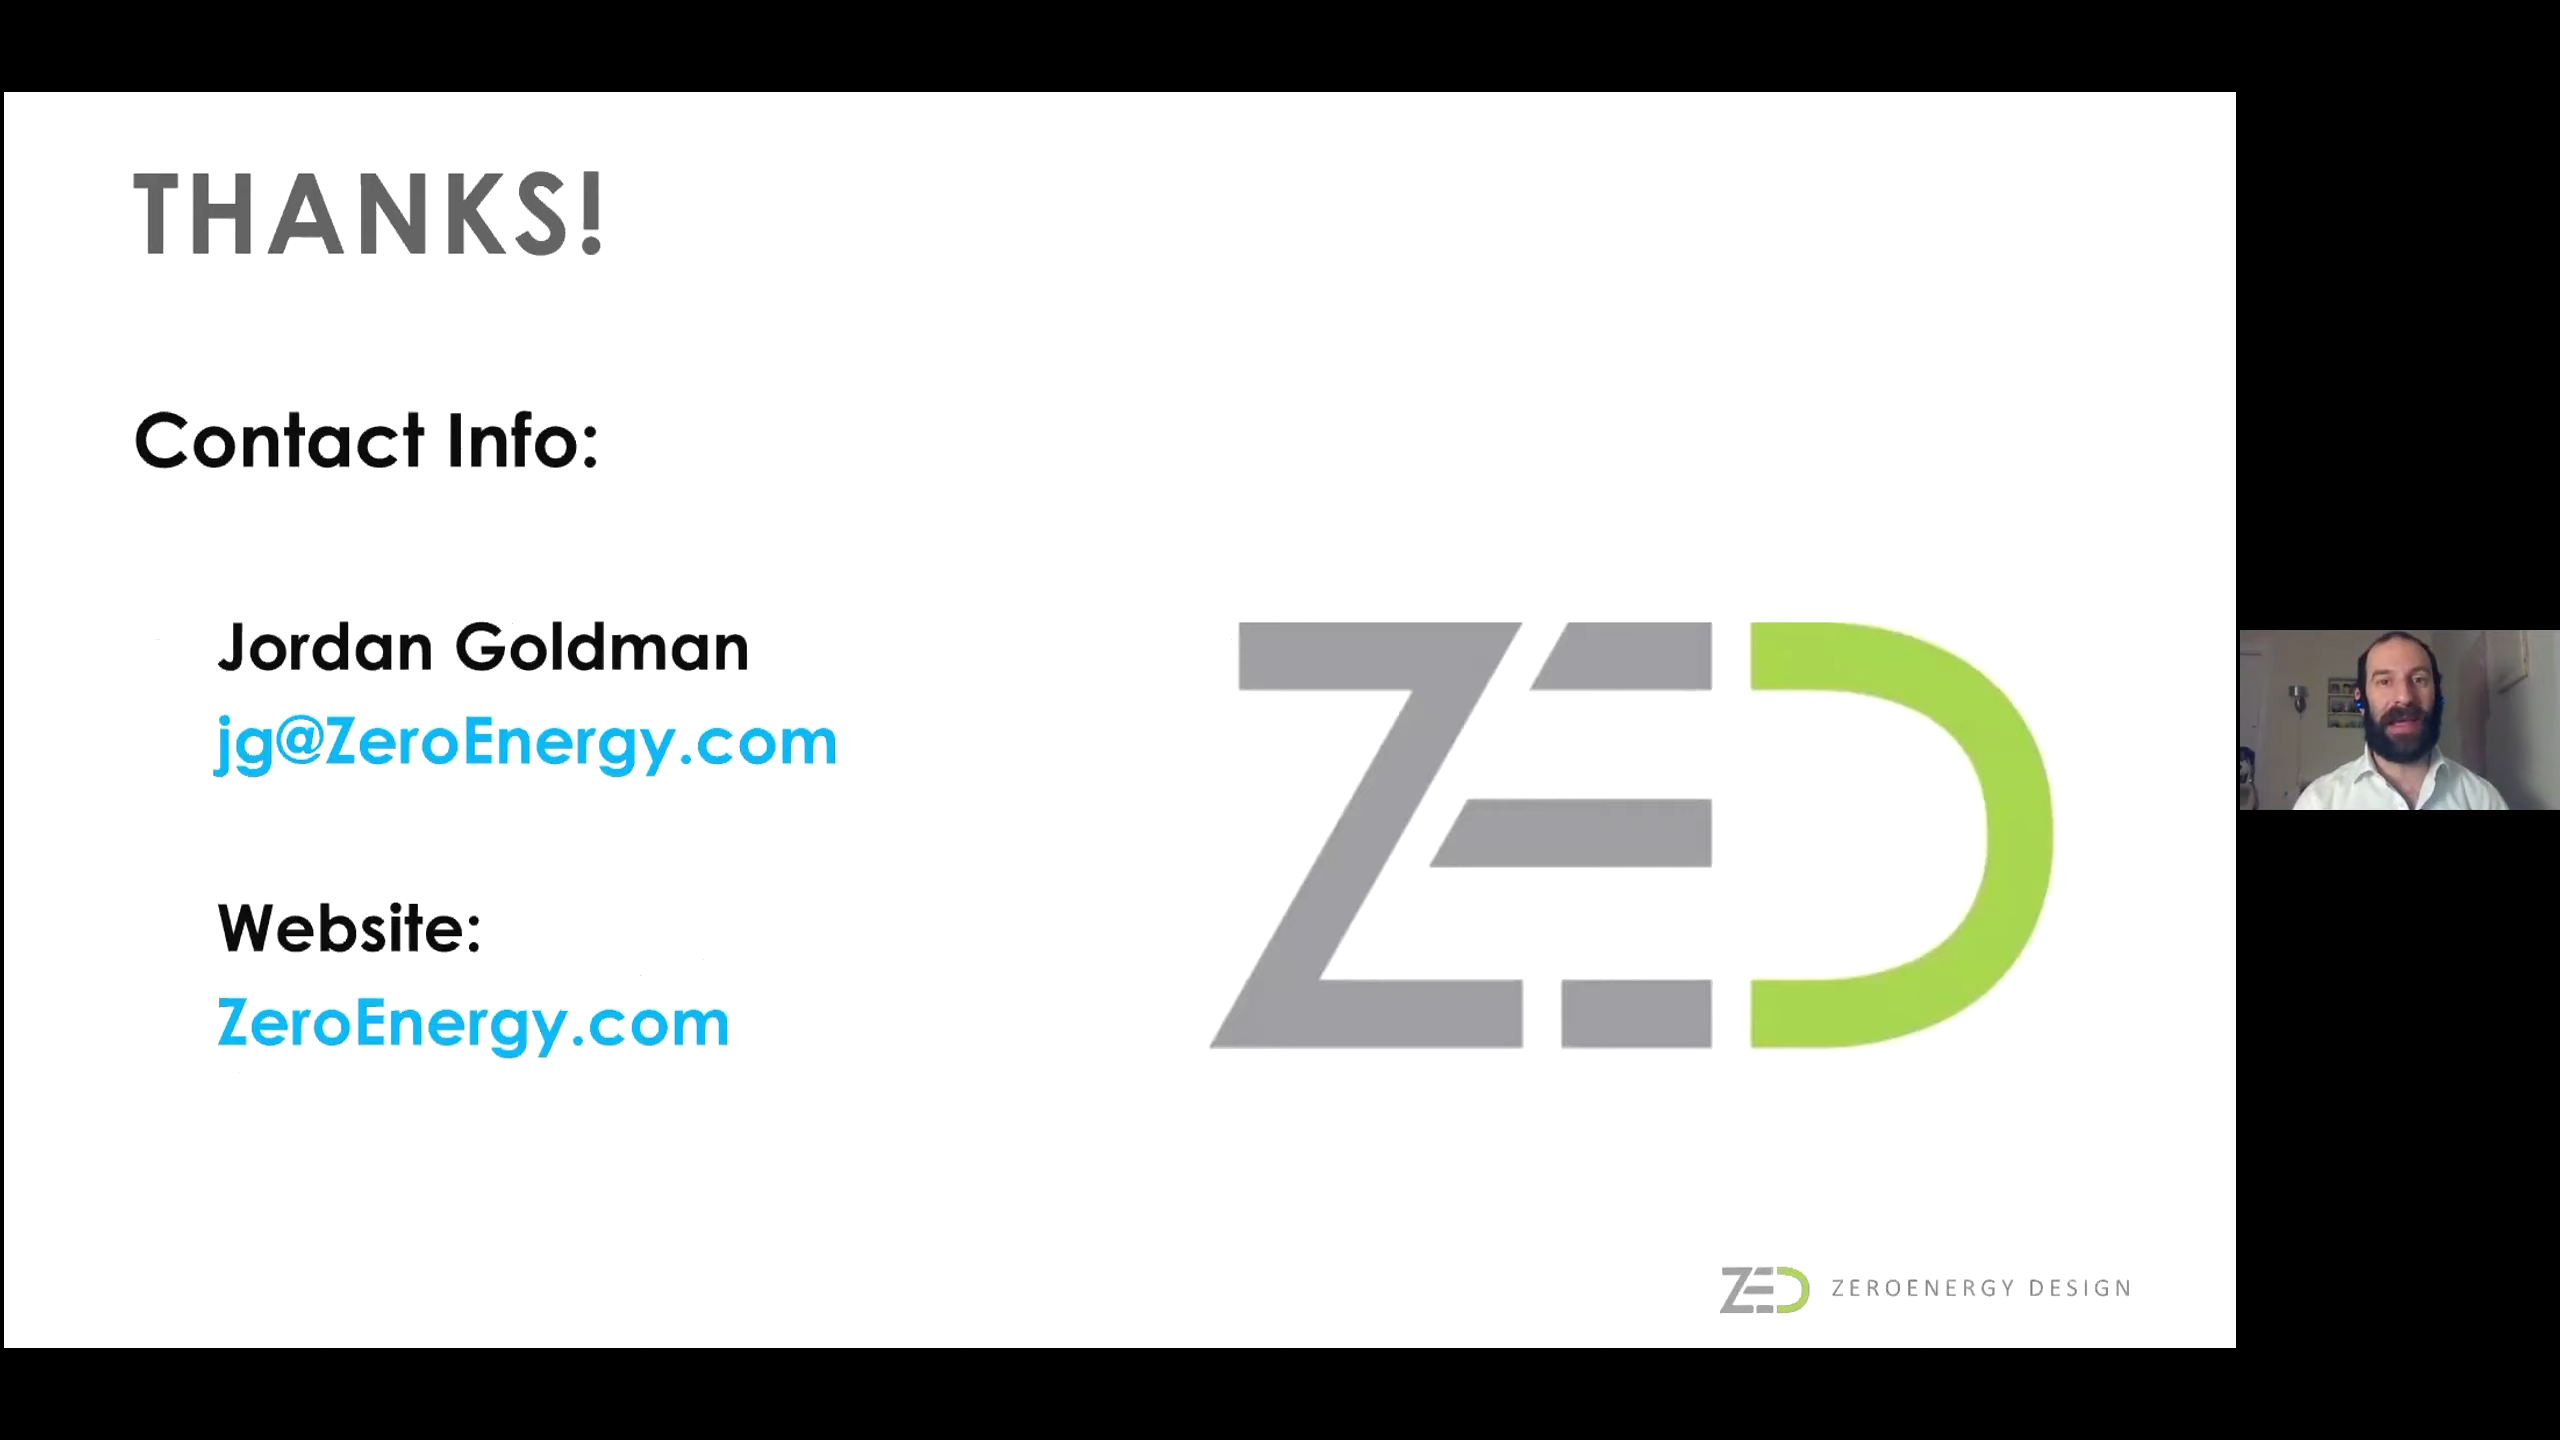 THANKS!
Contact Info:
Jordan Goldman
jg@ZeroEnergy.com
Website:
ZeroEnergy.com
ZED
ZED ZEROENERGY DESIGN